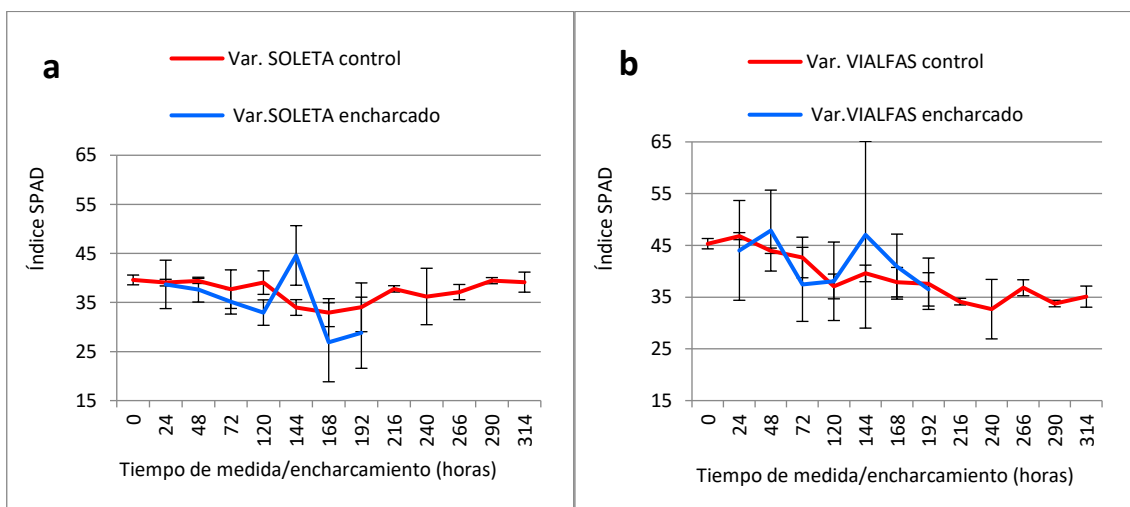 a
Var. SOLETA control
Var.SOLETA encharcado
Índice SPAD
65
55
45
35
25
15
0 24 48 72 120 144 168 192 216 240 266 290 314
Tiempo de medida/encharcamiento (horas)
b
Var. VIALFAS control
Var.VIALFAS encharcado
Índice SPAD
65
55
45
35
25
15
0 24 48 72 120 144 168 192 216 240 266 290 314
Tiempo de medida/encharcamiento (horas)